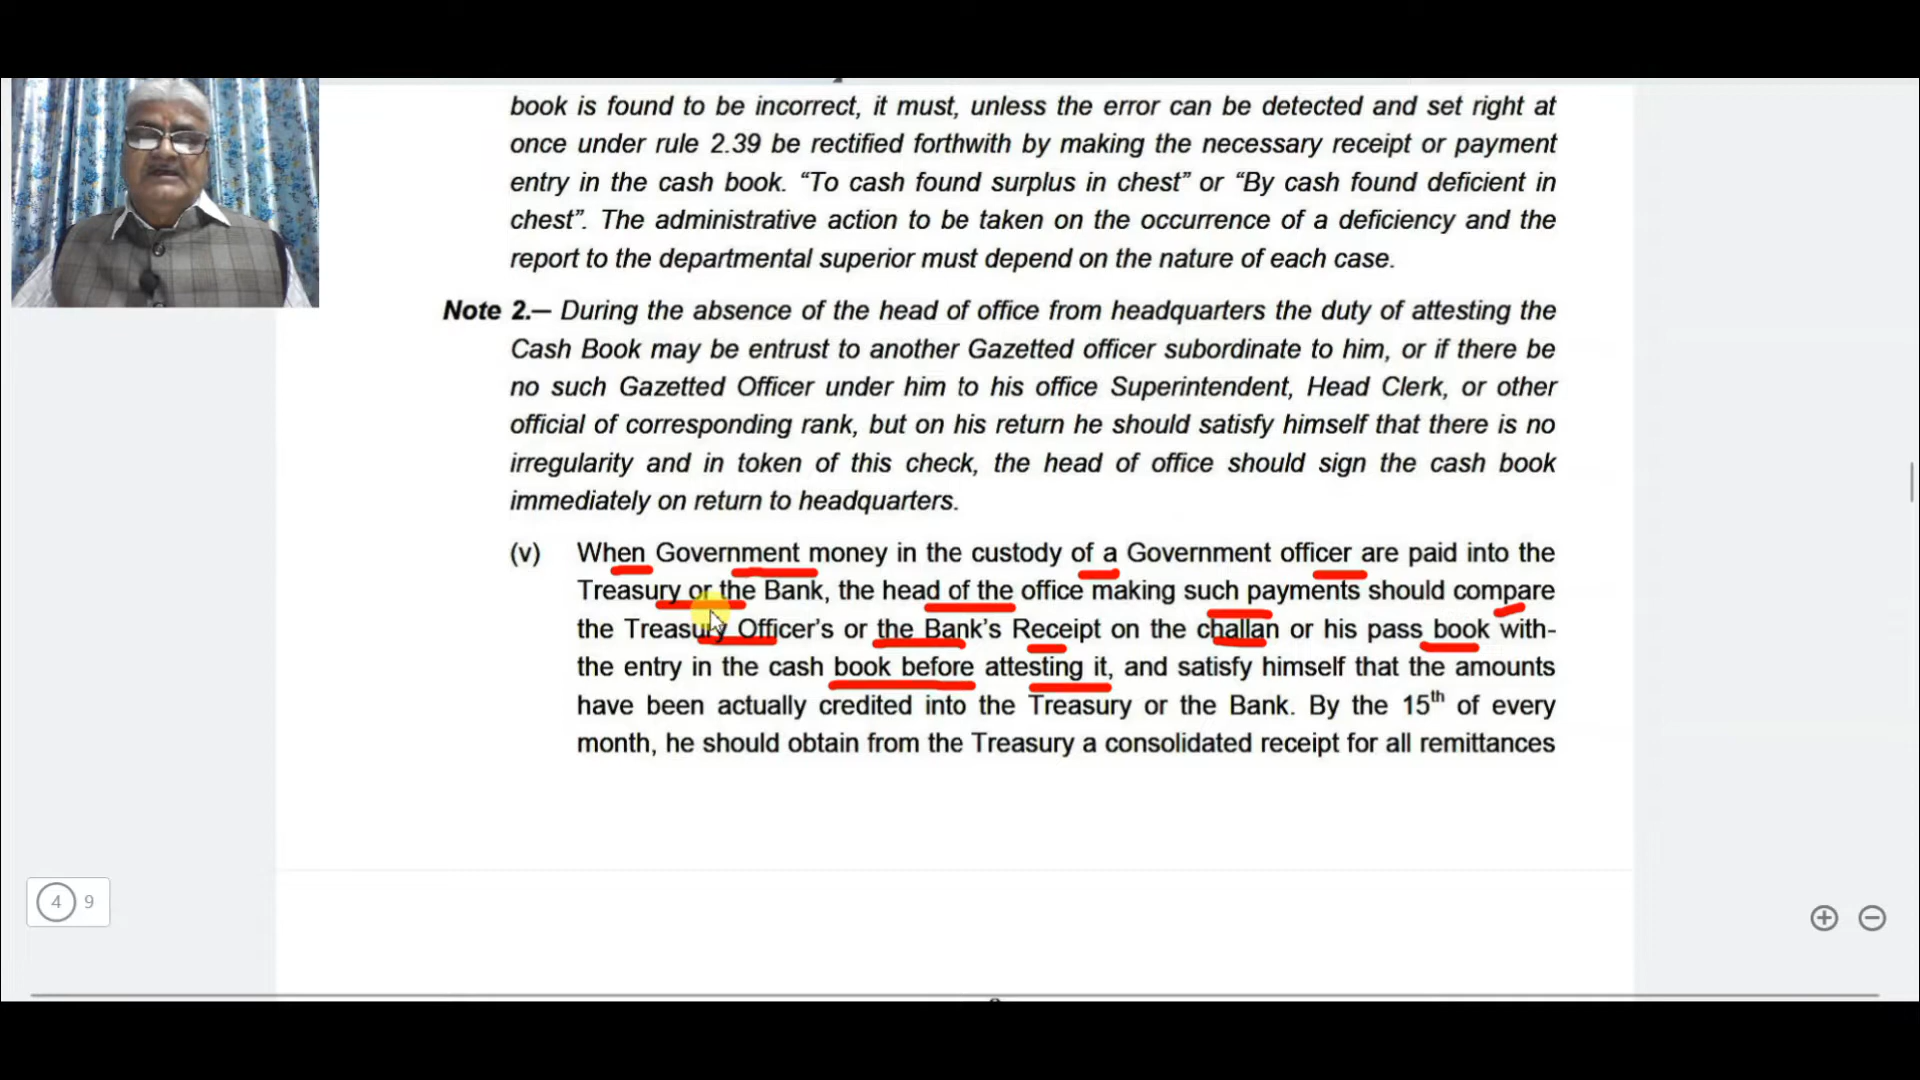 book is found to be incorrect, it must, unless the error can be detected and set right at
once under rule 2.39 be rectified forthwith by making the necessary receipt or payment
entry in the cash book. “To cash found surplus in chest” or “By cash found deficient in
chest”. The administrative action to be taken on the occurrence of a deficiency and the
report to the departmental superior must depend on the nature of each case.
Note 2.— During the absence of the head of office from headquarters the duty of attesting the
Cash Book may be entrust to another Gazetted officer subordinate to him, or if there be
no such Gazetted Officer under him to his office Superintendent, Head Clerk, or other
official of corresponding rank, but on his return he should satisfy himself that there is no
irregularity and in token of this check, the head of office should sign the cash book
immediately on return to headquarters.
(v) When Government money in the custody of a Government officer are paid into the
Treasury or the Bank, the head of the office making such payments should compare
the Treasury Officer’s or the Bank’s Receipt on the challan or his pass book with-
the entry in the cash book before attesting it, and satisfy himself that the amounts
have been actually credited into the Treasury or the Bank. By the 15th of every
month, he should obtain from the Treasury a consolidated receipt for all remittances
4 9